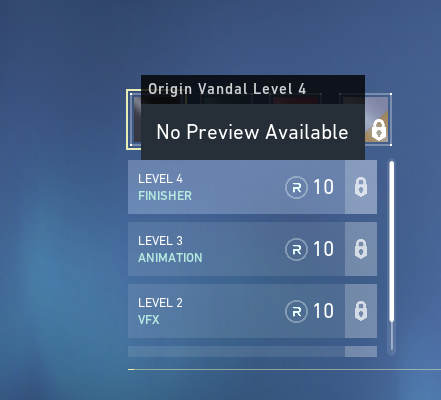 Origin Vandal Level 4
No Preview Available
LEVEL 4
FINISHER
R 10
LEVEL 3
ANIMATION
R 10
LEVEL 2
VFX
R 10